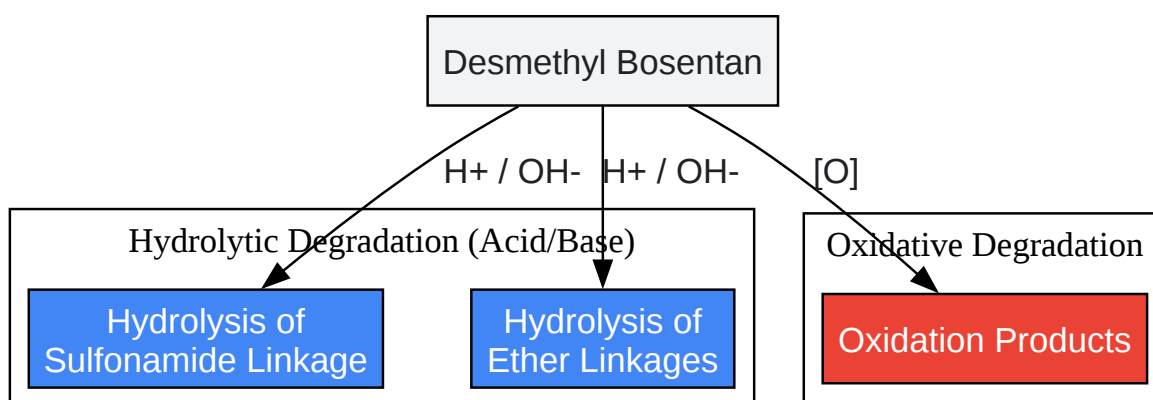 Desmethyl Bosentan
H+ / OH-
H+ / OH-
[O]
Hydrolytic Degradation (Acid/Base)
Oxidative Degradation
Hydrolysis of
Sulfonamide Linkage
Hydrolysis of
Ether Linkages
Oxidation Products